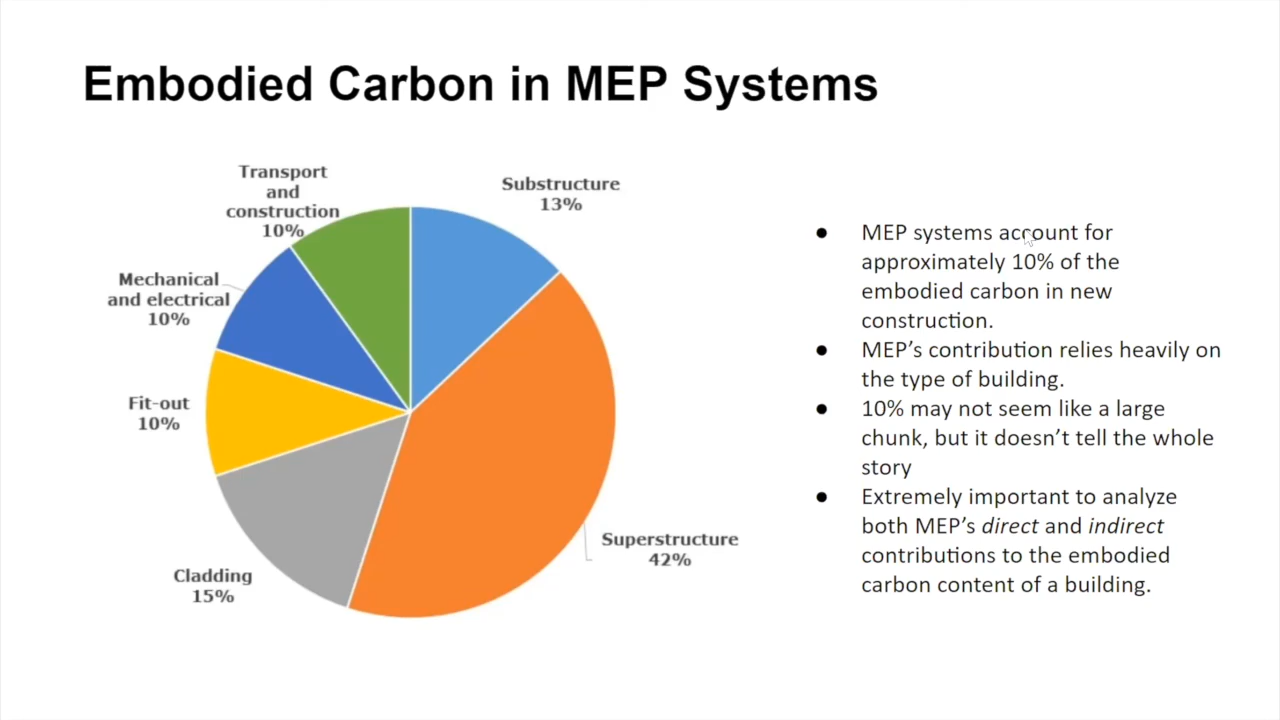 Embodied Carbon in MEP Systems
Transport
and
construction
10%
Substructure
13%
Mechanical
and electrical
10%
Fit-out
10%
Cladding
15%
Superstructure
42%
● MEP systems account for
approximately 10% of the
embodied carbon in new
construction.
● MEP’s contribution relies heavily on
the type of building.
● 10% may not seem like a large
chunk, but it doesn’t tell the whole
story
● Extremely important to analyze
both MEP’s direct and indirect
contributions to the embodied
carbon content of a building.